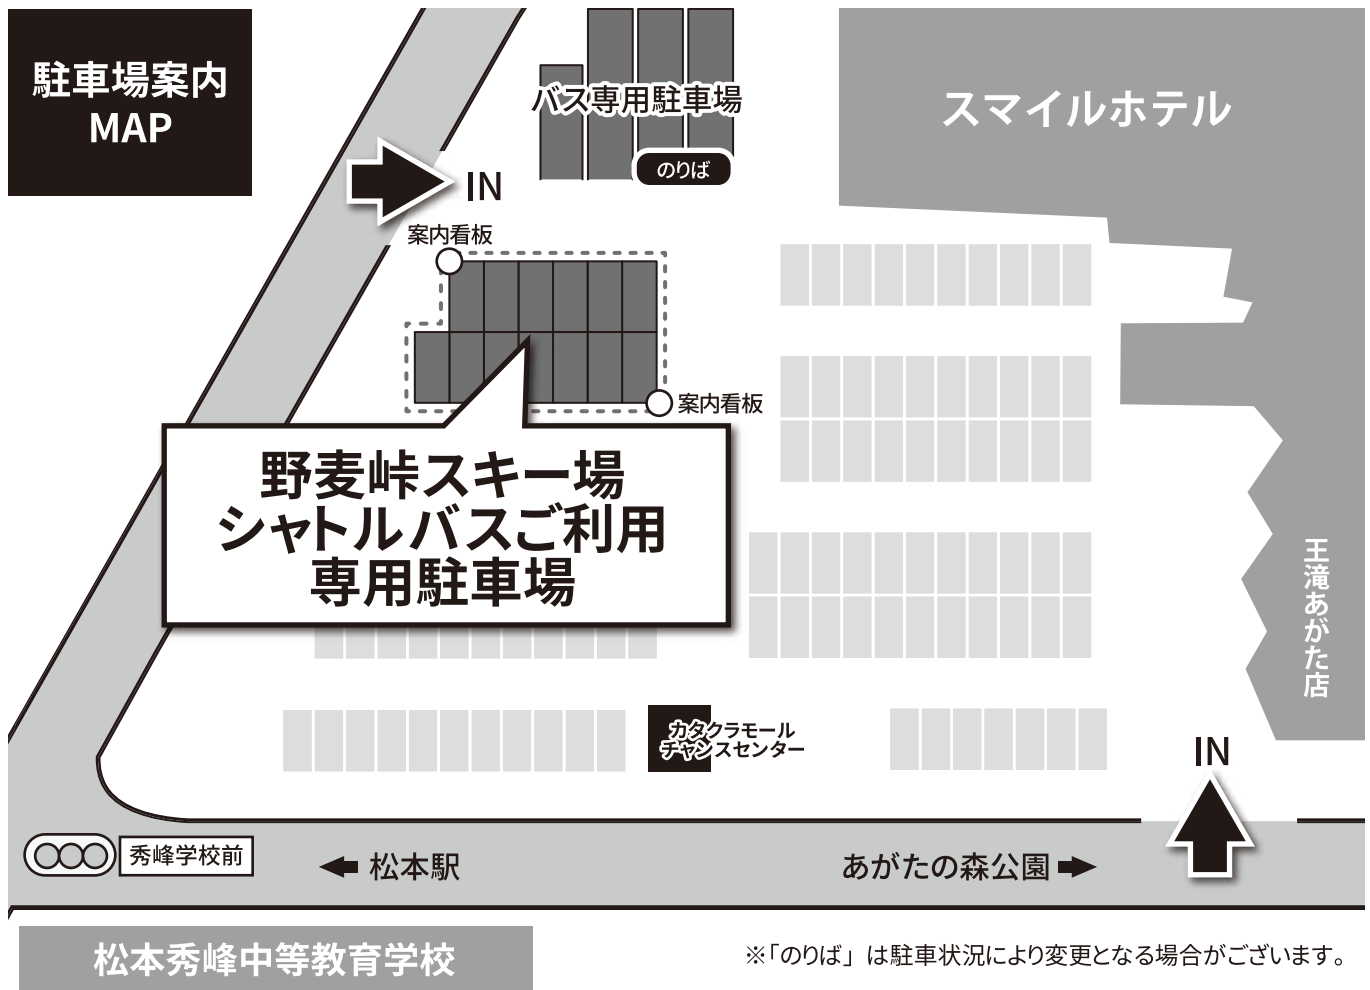 駐車場案内
MAP
バス専用駐車場
のりば
スマイルホテル
IN
案内看板
案内看板
野麦峠スキー場
シャトルバスご利用
専用駐車場
王滝あがた店
カタクラモール
チャンスセンター
IN
秀峰学校前
松本駅
あがたの森公園
松本秀峰中等教育学校
※「のりば」は駐車状況により変更となる場合がございます。